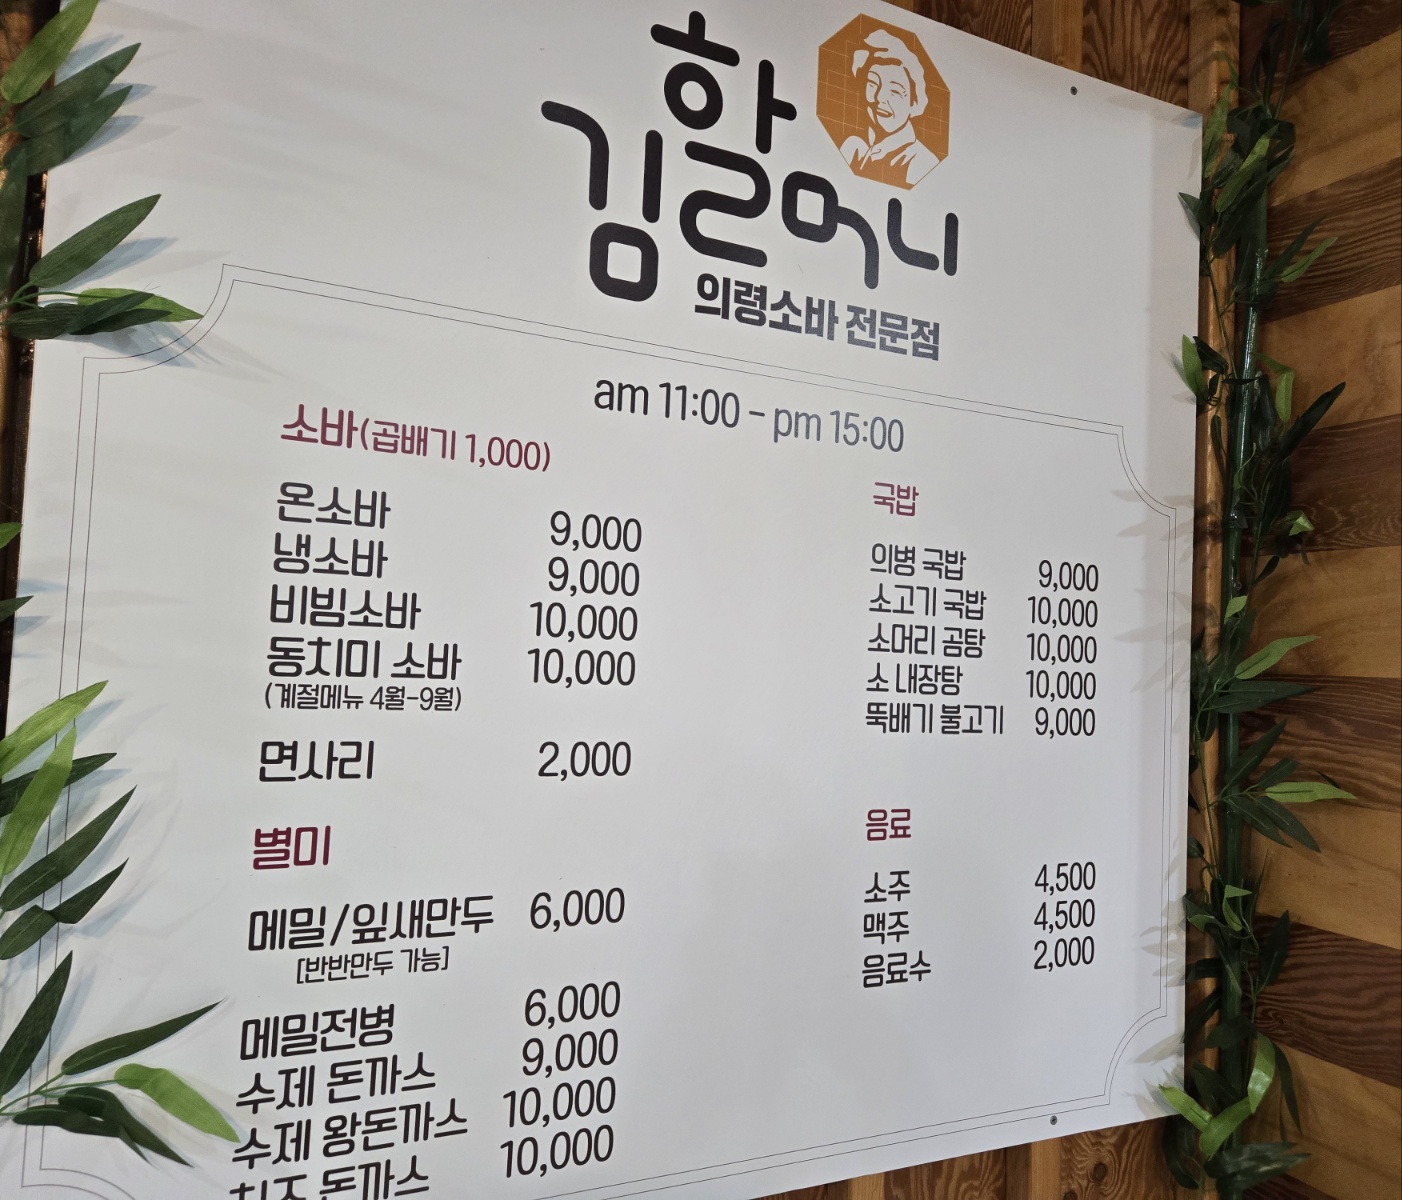 김할머니
의령소바 전문점
am 11:00 - pm 15:00
소바(곱배기 1,000)
온소바 9,000
냉소바 9,000
비빔소바 10,000
동치미 소바 10,000
(계절메뉴 4월-9월)
면사리 2,000
별미
메밀/잎새만두 6,000
[반반만두 가능]
메밀전병 6,000
수제 돈까스 9,000
수제 왕돈까스 10,000
치즈 돈까스 10,000
국밥
의병 국밥 9,000
소고기 국밥 10,000
소머리 곰탕 10,000
소 내장탕 10,000
뚝배기 불고기 9,000
음료
소주 4,500
맥주 4,500
음료수 2,000